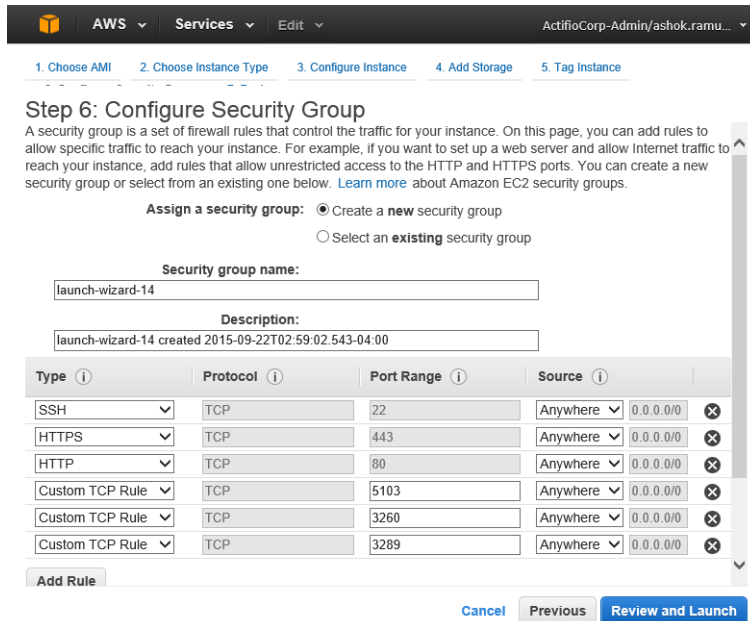 AWS Services Edit ActifioCorp-Admin/ashok.ramu...
1. Choose AMI 2. Choose Instance Type 3. Configure Instance 4. Add Storage 5. Tag Instance
Step 6: Configure Security Group
A security group is a set of firewall rules that control the traffic for your instance. On this page, you can add rules to
allow specific traffic to reach your instance. For example, if you want to set up a web server and allow Internet traffic to
reach your instance, add rules that allow unrestricted access to the HTTP and HTTPS ports. You can create a new
security group or select from an existing one below. Learn more about Amazon EC2 security groups.
Assign a security group: Create a new security group
Select an existing security group
Security group name:
launch-wizard-14
Description:
launch-wizard-14 created 2015-09-22T02:59:02.543-04:00
Type i Protocol i Port Range i Source i
SSH TCP 22 Anywhere 0.0.0.0/0
HTTPS TCP 443 Anywhere 0.0.0.0/0
HTTP TCP 80 Anywhere 0.0.0.0/0
Custom TCP Rule TCP 5103 Anywhere 0.0.0.0/0
Custom TCP Rule TCP 3260 Anywhere 0.0.0.0/0
Custom TCP Rule TCP 3289 Anywhere 0.0.0.0/0
Add Rule
Cancel Previous Review and Launch